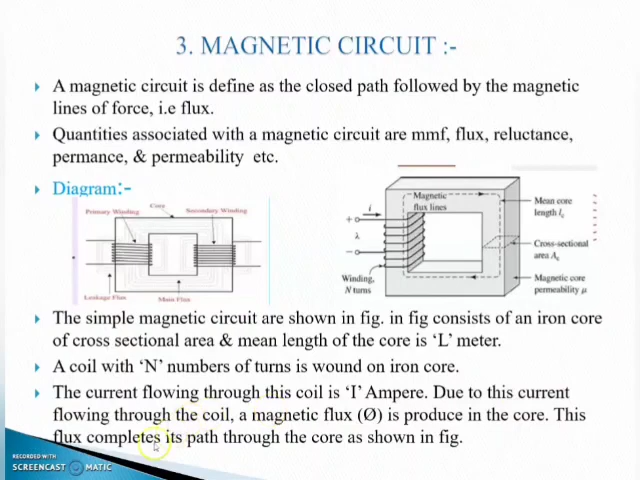 3. MAGNETIC CIRCUIT :-
A magnetic circuit is define as the closed path followed by the magnetic
lines of force, i.e flux.
Quantities associated with a magnetic circuit are mmf, flux, reluctance,
permance, & permeability etc.
Diagram:-
Core
Primary Winding
Secondary Winding
Leakage Flux
Main Flux
Magnetic
flux lines
i
+
λ
−
Winding,
N turns
Mean core
length lc
Cross-sectional
area Ac
Magnetic core
permeability μ
The simple magnetic circuit are shown in fig. in fig consists of an iron core
of cross sectional area & mean length of the core is ‘L’ meter.
A coil with ‘N’ numbers of turns is wound on iron core.
The current flowing through this coil is ‘I’ Ampere. Due to this current
flowing through the coil, a magnetic flux (Ø) is produce in the core. This
flux completes its path through the core as shown in fig.
RECORDED WITH
SCREENCAST MATIC